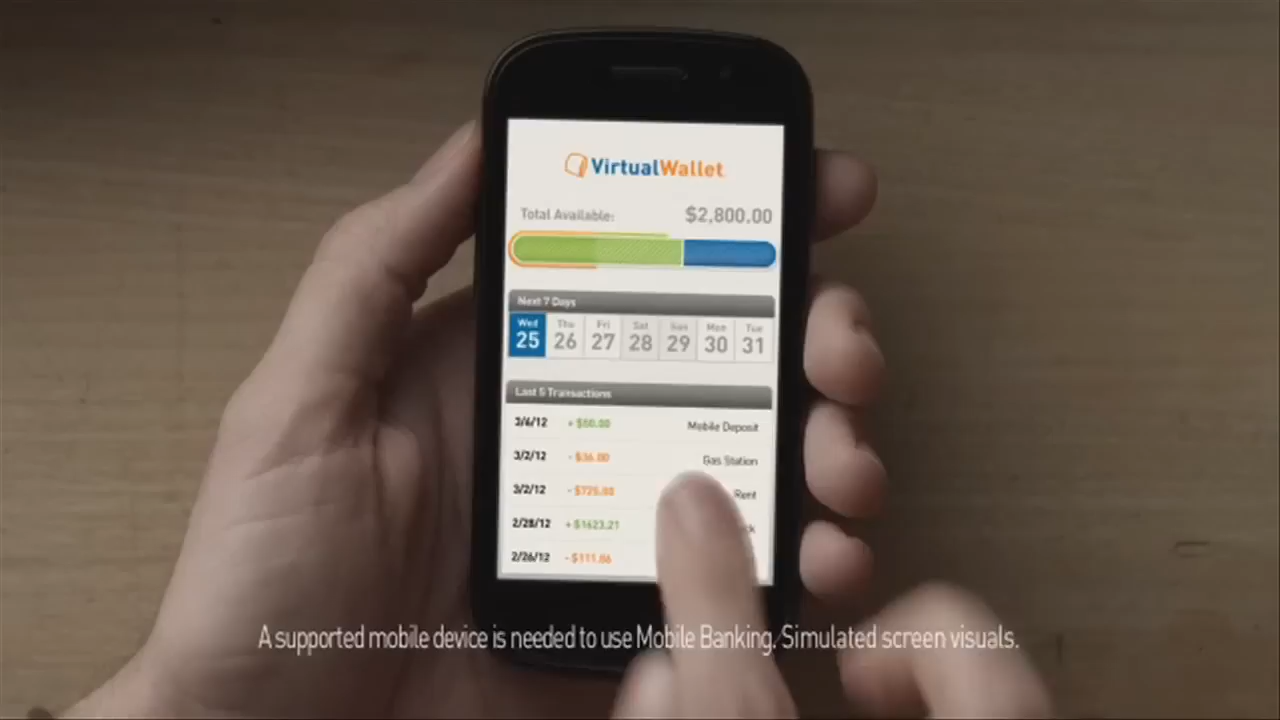 VirtualWallet
Total Available: $2,800.00
Next 7 Days
Wed Thu Fri Sat Sun Mon Tue
25 26 27 28 29 30 31
Last 5 Transactions
+ $50.00 Mobile Deposit
3/2/12 - $36.00 Gas Station
3/2/12 - $725.00 Rent
2/28/12 + $1623.21
2/26/12 - $111.86
A supported mobile device is needed to use Mobile Banking. Simulated screen visuals.